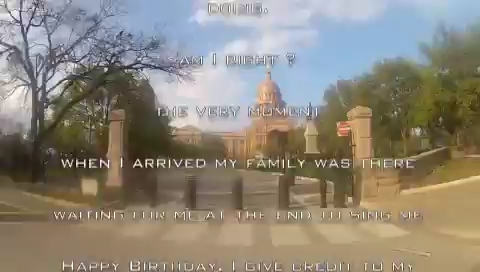 DOING.
AM I RIGHT ?
THE VERY MOMENT
WHEN I ARRIVED MY FAMILY WAS THERE
WAITING FOR ME AT THE END TO SING ME
HAPPY BIRTHDAY. I GIVE CREDIT TO MY